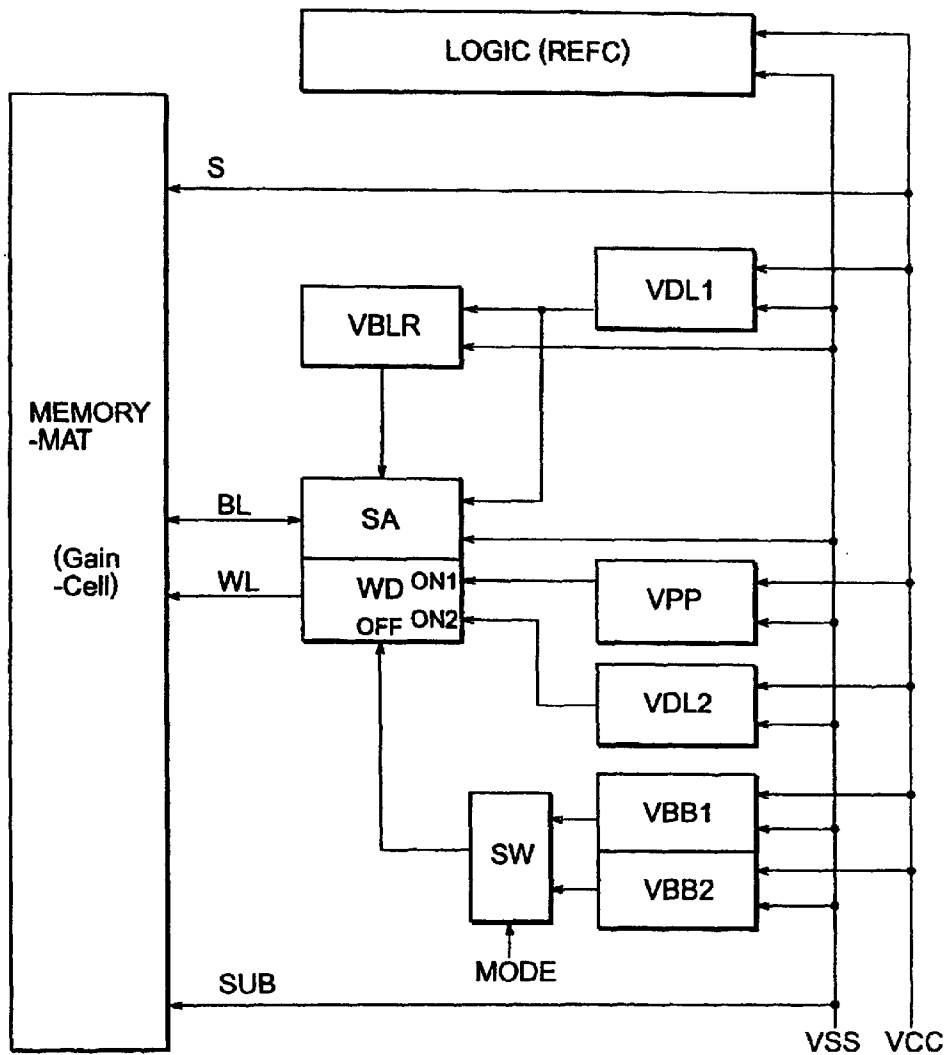 LOGIC (REFC)
S
VDL1
VBLR
MEMORY
-MAT
BL
SA
(Gain
-Cell)
WL
WD ON1
OFF ON2
VPP
VDL2
VBB1
SW
VBB2
MODE
SUB
VSS VCC